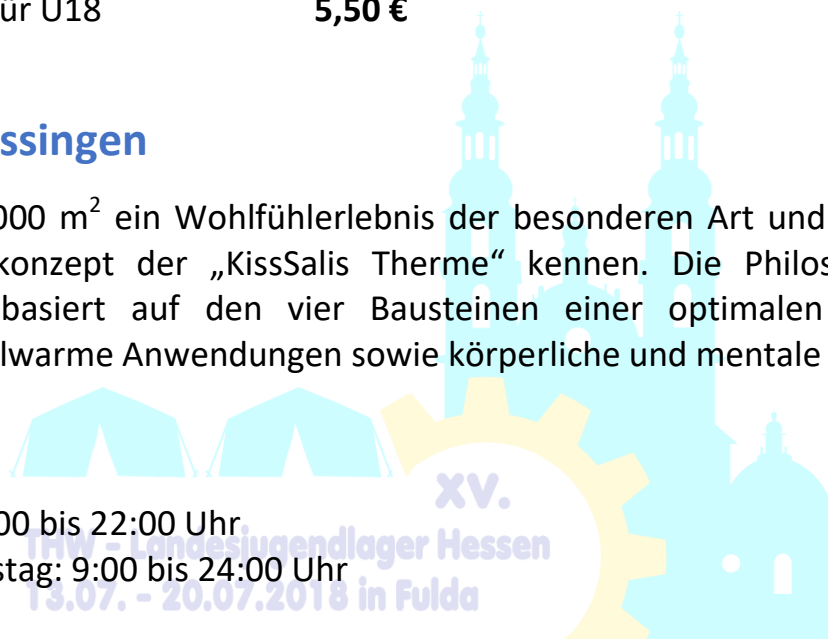 ür U18 5,50 €
ssingen
000 m² ein Wohlfühlerlebnis der besonderen Art und
konzept der „KissSalis Therme“ kennen. Die Philos
basiert auf den vier Bausteinen einer optimalen
lwarme Anwendungen sowie körperliche und mentale
XV.
00 bis 22:00 Uhr
THW – Landesjugendlager Hessen
stag: 9:00 bis 24:00 Uhr
13.07. – 20.07.2018 in Fulda